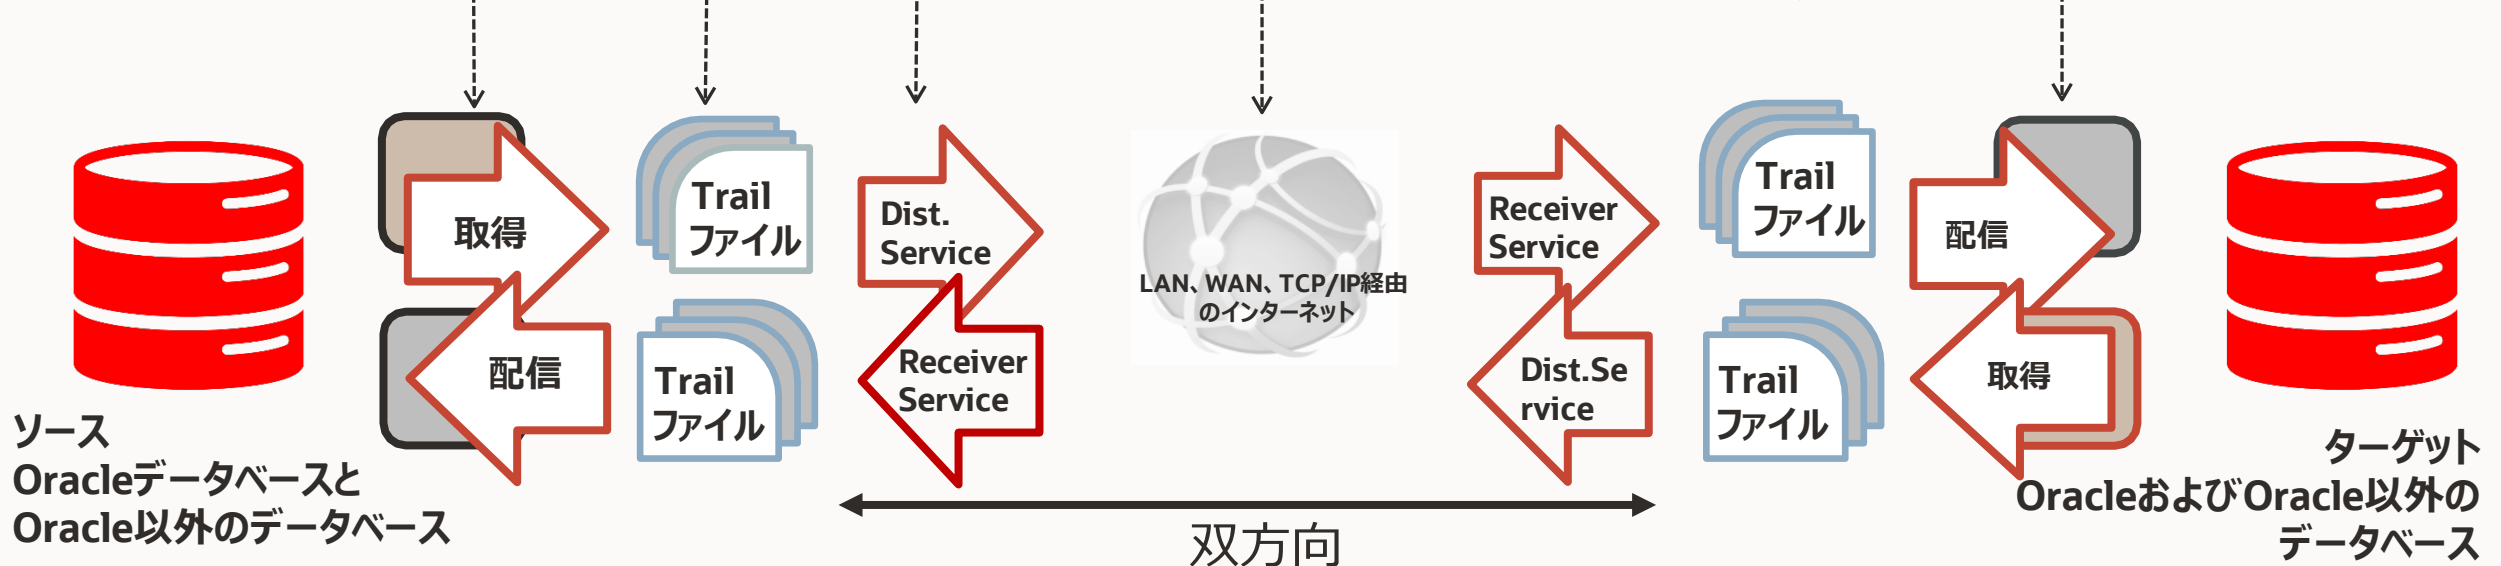 取得
Trail
ファイル
Dist.
Service
LAN、WAN、TCP/IP経由
のインターネット
Receiver
Service
Trail
ファイル
配信
配信
Trail
ファイル
Receiver
Service
Dist.Se
rvice
Trail
ファイル
取得
ソース
Oracleデータベースと
Oracle以外のデータベース
双方向
ターゲット
OracleおよびOracle以外の
データベース